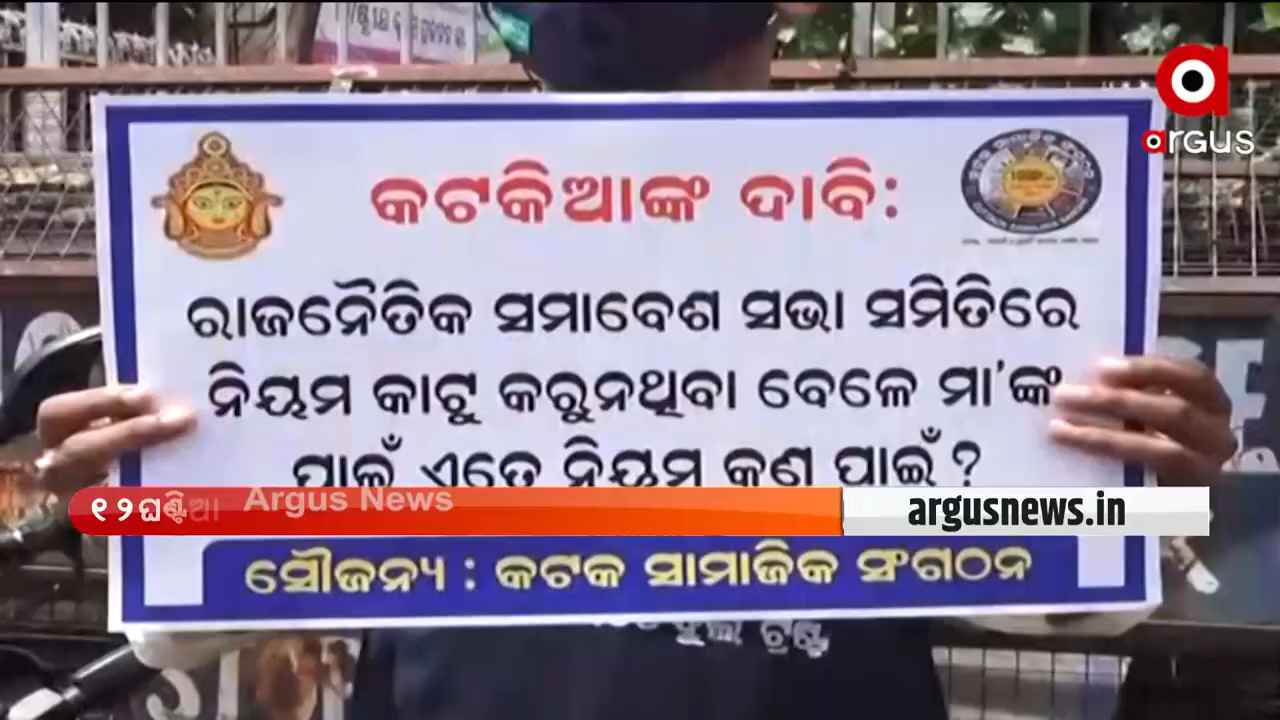 argus
କଟକିଆଙ୍କ ଦାବି:
ରାଜନୈତିକ ସମାବେଶ ସଭା ସମିତିରେ
ନିୟମ କାଟୁ କରୁନଥିବା ବେଳେ ମା'ଙ୍କ
ପାଇଁ ଏତେ ନିୟମ କଣ ପାଇଁ ?
୧୨ଘଣ୍ଟିଆ Argus News
argusnews.in
ସୌଜନ୍ୟ : କଟକ ସାମାଜିକ ସଂଗଠନ